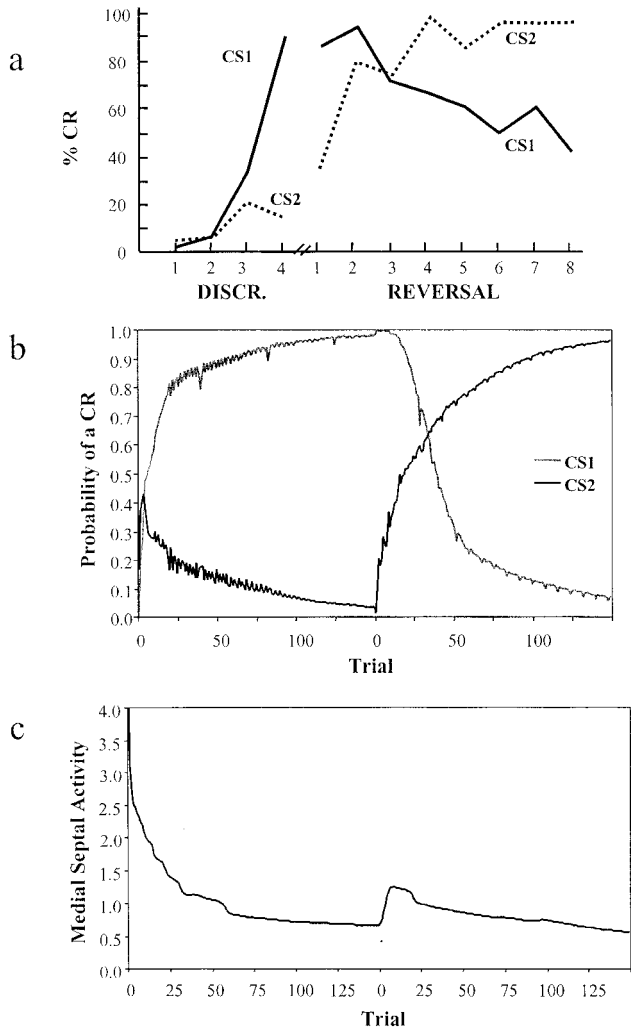 a
% CR
100
80
60
40
20
0
CS1
CS2
CS2
CS1
1 2 3 4 1 2 3 4 5 6 7 8
DISCR. REVERSAL
b
Probability of a CR
1.0
0.9
0.8
0.7
0.6
0.5
0.4
0.3
0.2
0.1
0.0
CS1
CS2
0 25 50 75 100 125 0 50 100
Trial
c
Medial Septal Activity
4.0
3.5
3.0
2.5
2.0
1.5
1.0
0.5
0.0
0 25 50 75 100 125 0 25 50 75 100 125
Trial